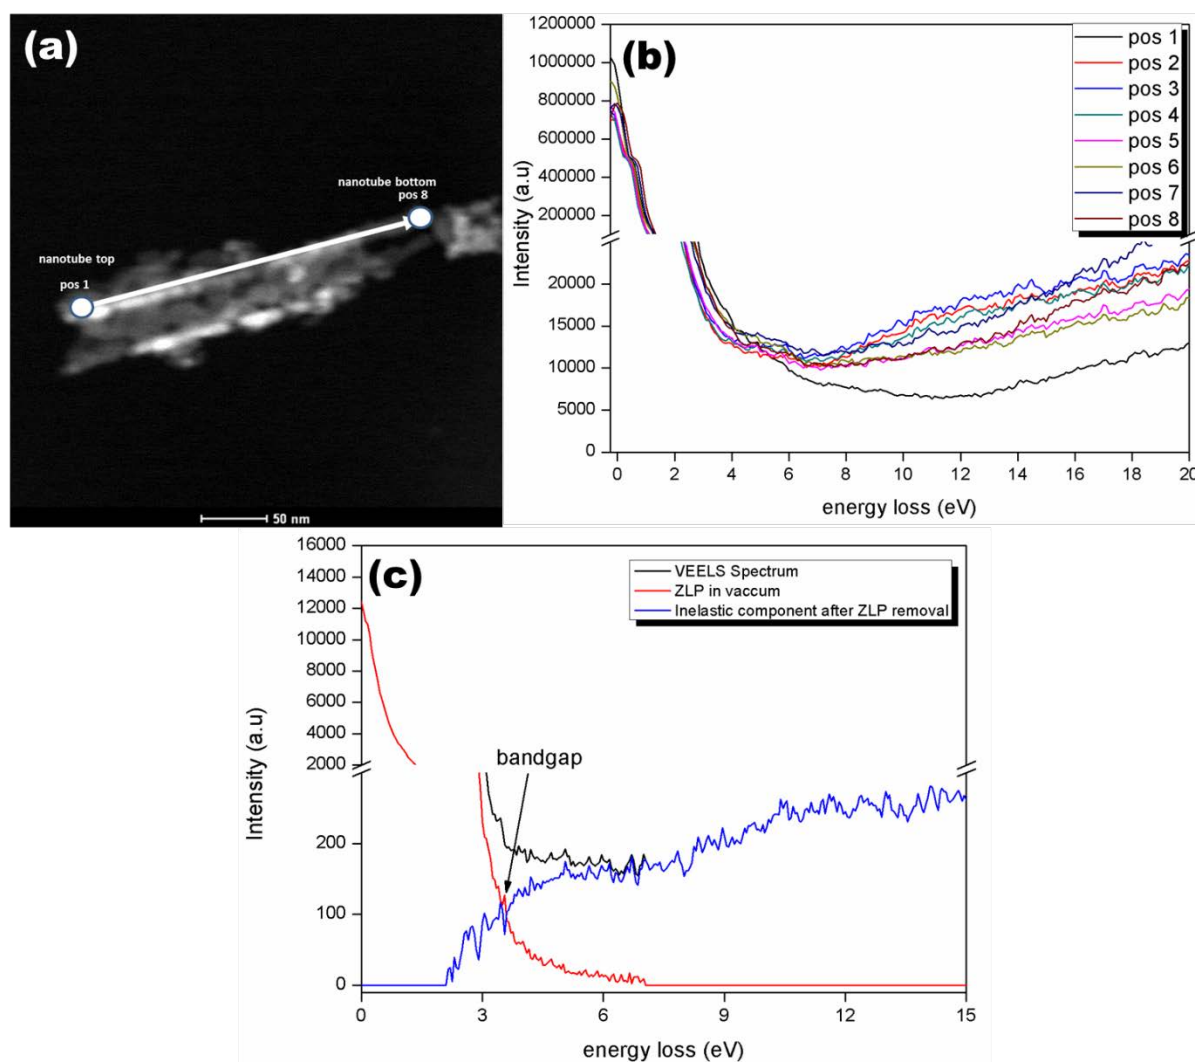 (a)
nanotube bottom
pos 8
nanotube top
pos 1
50 nm
(b)
1200000
1000000
800000
600000
400000
200000
20000
15000
10000
5000
0
Intensity (a.u)
0 2 4 6 8 10 12 14 16 18 20
energy loss (eV)
pos 1
pos 2
pos 3
pos 4
pos 5
pos 6
pos 7
pos 8
(c)
16000
14000
12000
10000
8000
6000
4000
2000
200
100
0
Intensity (a.u)
VEELS Spectrum
ZLP in vaccum
Inelastic component after ZLP removal
bandgap
0 3 6 9 12 15
energy loss (eV)